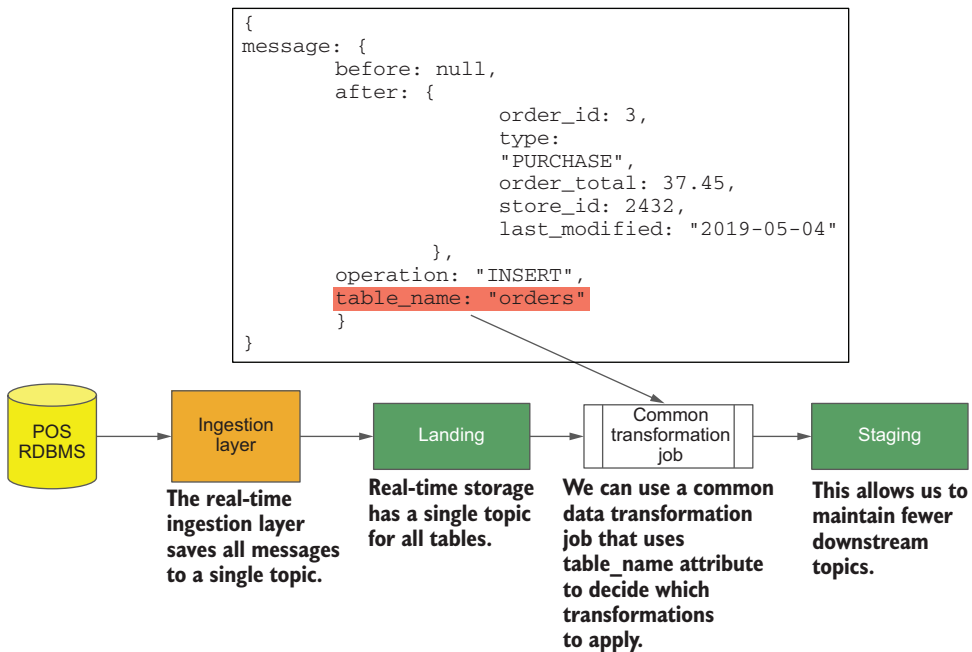 {
message: {
before: null,
after: {
order_id: 3,
type:
"PURCHASE",
order_total: 37.45,
store_id: 2432,
last_modified: "2019-05-04"
},
operation: "INSERT",
table_name: "orders"
}
}
POS
RDBMS
Ingestion
layer
Landing
Common
transformation
job
Staging
The real-time
ingestion layer
saves all messages
to a single topic.
Real-time storage
has a single topic
for all tables.
We can use a common
data transformation
job that uses
table_name attribute
to decide which
transformations
to apply.
This allows us to
maintain fewer
downstream
topics.